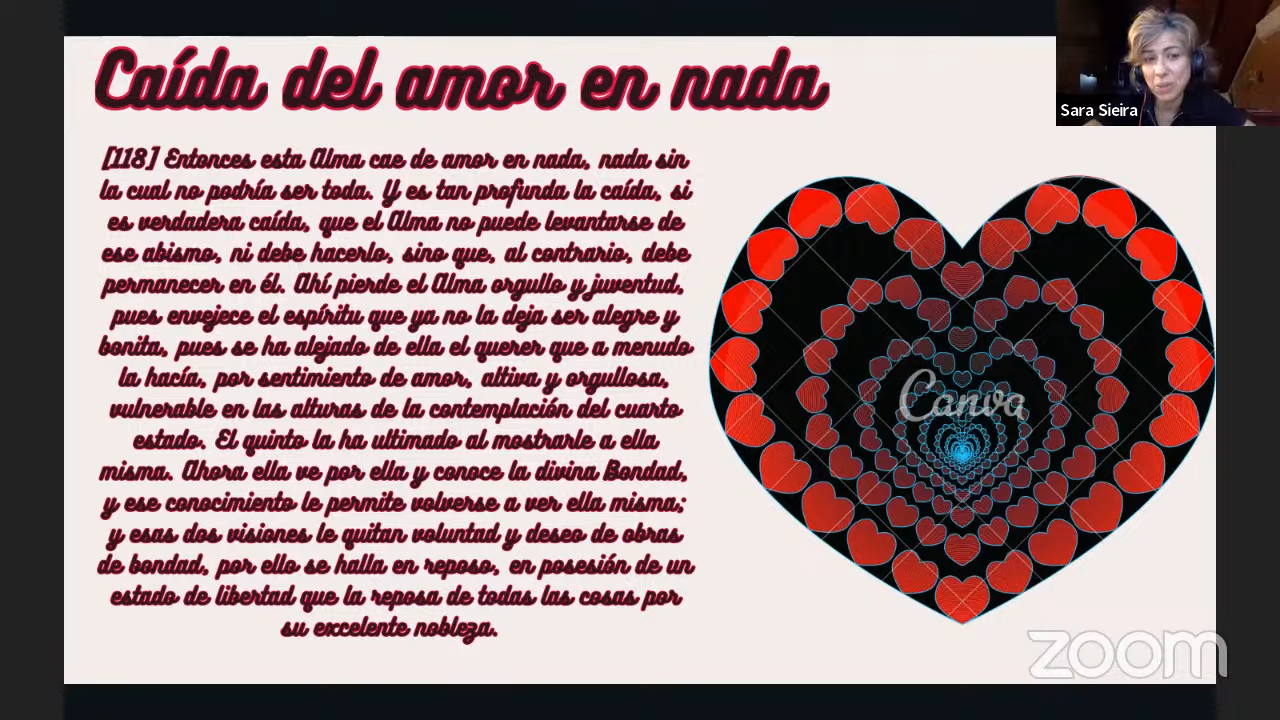 Caída del amor en nada
Sara Sieira
[118] Entonces esta Alma cae de amor en nada, nada sin
la cual no podría ser toda. Y es tan profunda la caída, si
es verdadera caída, que el Alma no puede levantarse de
ese abismo, ni debe hacerlo, sino que, al contrario, debe
permanecer en él. Ahí pierde el Alma orgullo y juventud,
pues envejece el espíritu que ya no la deja ser alegre y
bonita, pues se ha alejado de ella el querer que a menudo
la hacía, por sentimiento de amor, altiva y orgullosa,
vulnerable en las alturas de la contemplación del cuarto
estado. El quinto la ha ultimado al mostrarle a ella
misma. Ahora ella ve por ella y conoce la divina Bondad,
y ese conocimiento le permite volverse a ver ella misma;
y esas dos visiones le quitan voluntad y deseo de obras
de bondad, por ello se halla en reposo, en posesión de un
estado de libertad que la reposa de todas las cosas por
su excelente nobleza.
Canva
zoom